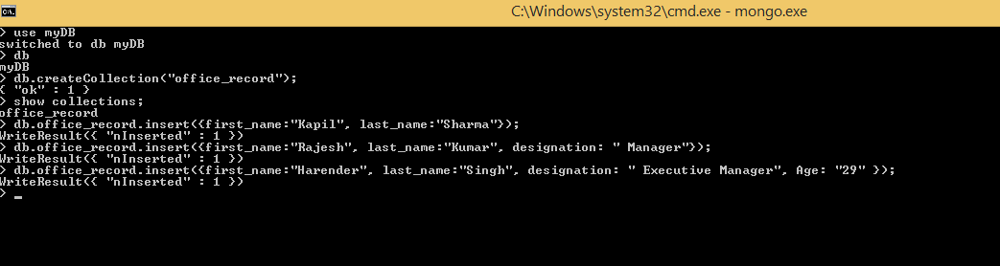 C:\.
C:\Windows\system32\cmd.exe - mongo.exe
> use myDB
switched to db myDB
> db
myDB
> db.createCollection("office_record");
{ "ok" : 1 }
> show collections;
office_record
> db.office_record.insert({first_name:"Kapil", last_name:"Sharma"});
WriteResult({ "nInserted" : 1 })
> db.office_record.insert({first_name:"Rajesh", last_name:"Kumar", designation: " Manager"});
WriteResult({ "nInserted" : 1 })
> db.office_record.insert({first_name:"Harender", last_name:"Singh", designation: " Executive Manager", Age: "29" });
WriteResult({ "nInserted" : 1 })
> _